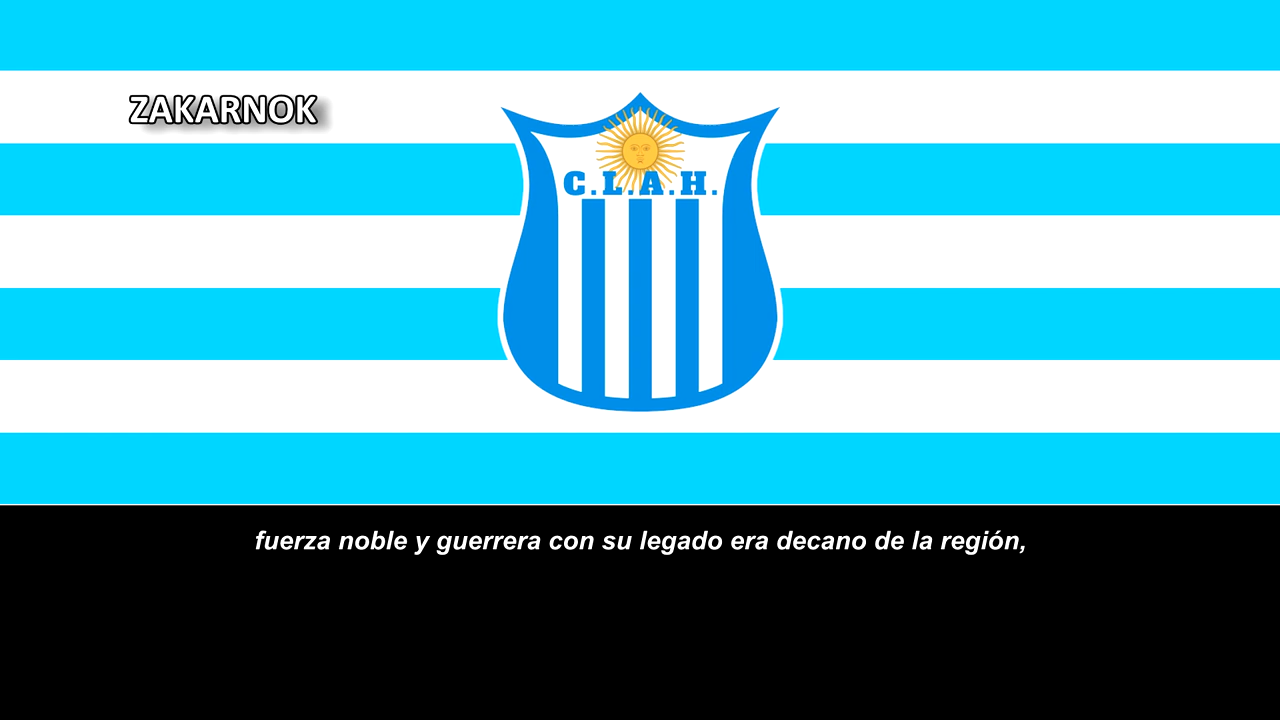 ZAKARNOK
C.L.A.H.
fuerza noble y guerrera con su legado era decano de la región,